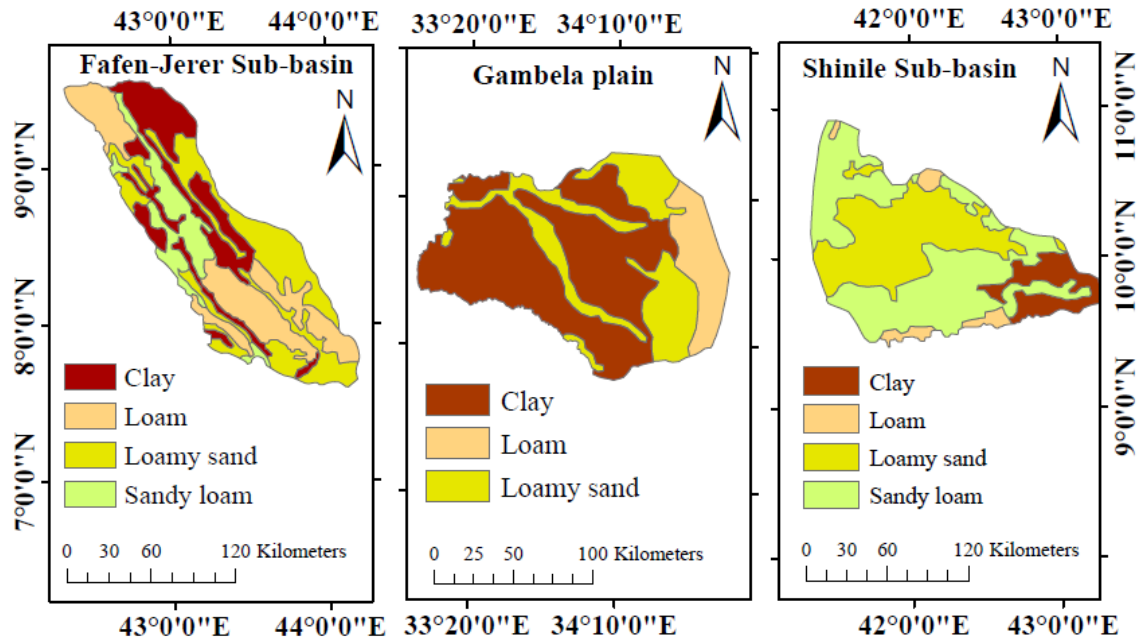 43°0'0"E 44°0'0"E
Fafen-Jerer Sub-basin
N
9°0'0"N
8°0'0"N
7°0'0"N
Clay
Loam
Loamy sand
Sandy loam
0 30 60 120 Kilometers
43°0'0"E 44°0'0"E
33°20'0"E 34°10'0"E
Gambela plain
N
Clay
Loam
Loamy sand
0 25 50 100 Kilometers
33°20'0"E 34°10'0"E
42°0'0"E 43°0'0"E
Shinile Sub-basin
N
11°0'0"N
10°0'0"N
9°0'0"N
Clay
Loam
Loamy sand
Sandy loam
0 30 60 120 Kilometers
42°0'0"E 43°0'0"E